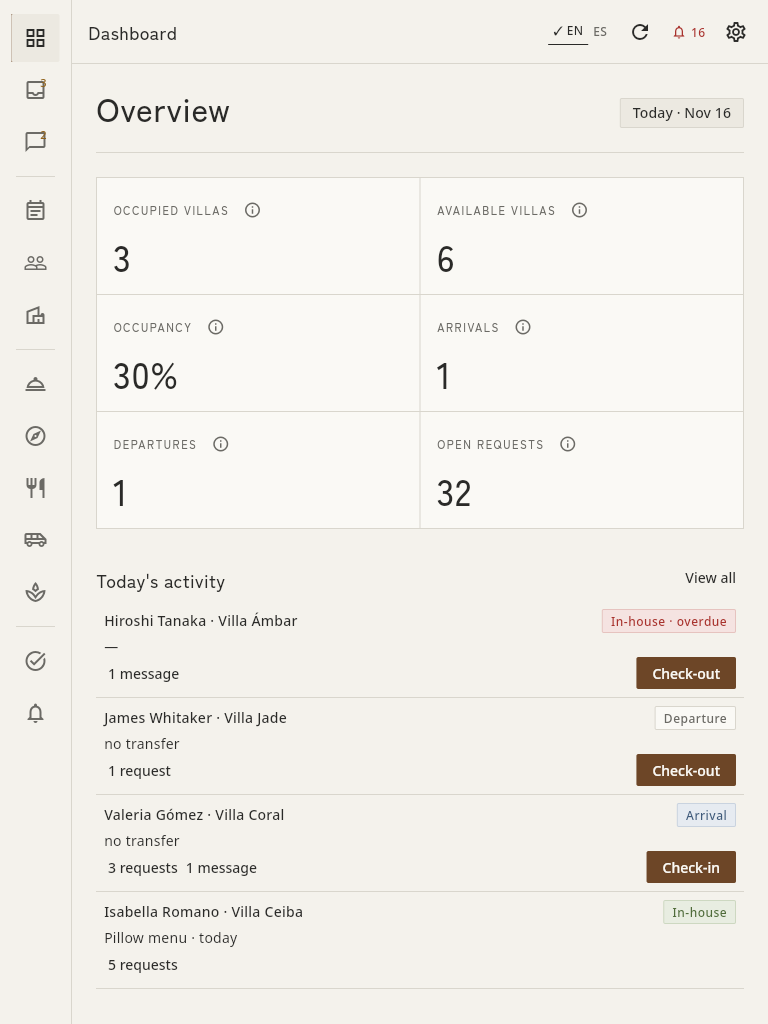 Dashboard
✓ EN ES
16
3
2
Overview
Today · Nov 16
OCCUPIED VILLAS
3
AVAILABLE VILLAS
6
OCCUPANCY
30%
ARRIVALS
1
DEPARTURES
1
OPEN REQUESTS
32
Today's activity
View all
Hiroshi Tanaka · Villa Ámbar
In-house · overdue
—
1 message
Check-out
James Whitaker · Villa Jade
Departure
no transfer
1 request
Check-out
Valeria Gómez · Villa Coral
Arrival
no transfer
3 requests 1 message
Check-in
Isabella Romano · Villa Ceiba
In-house
Pillow menu · today
5 requests